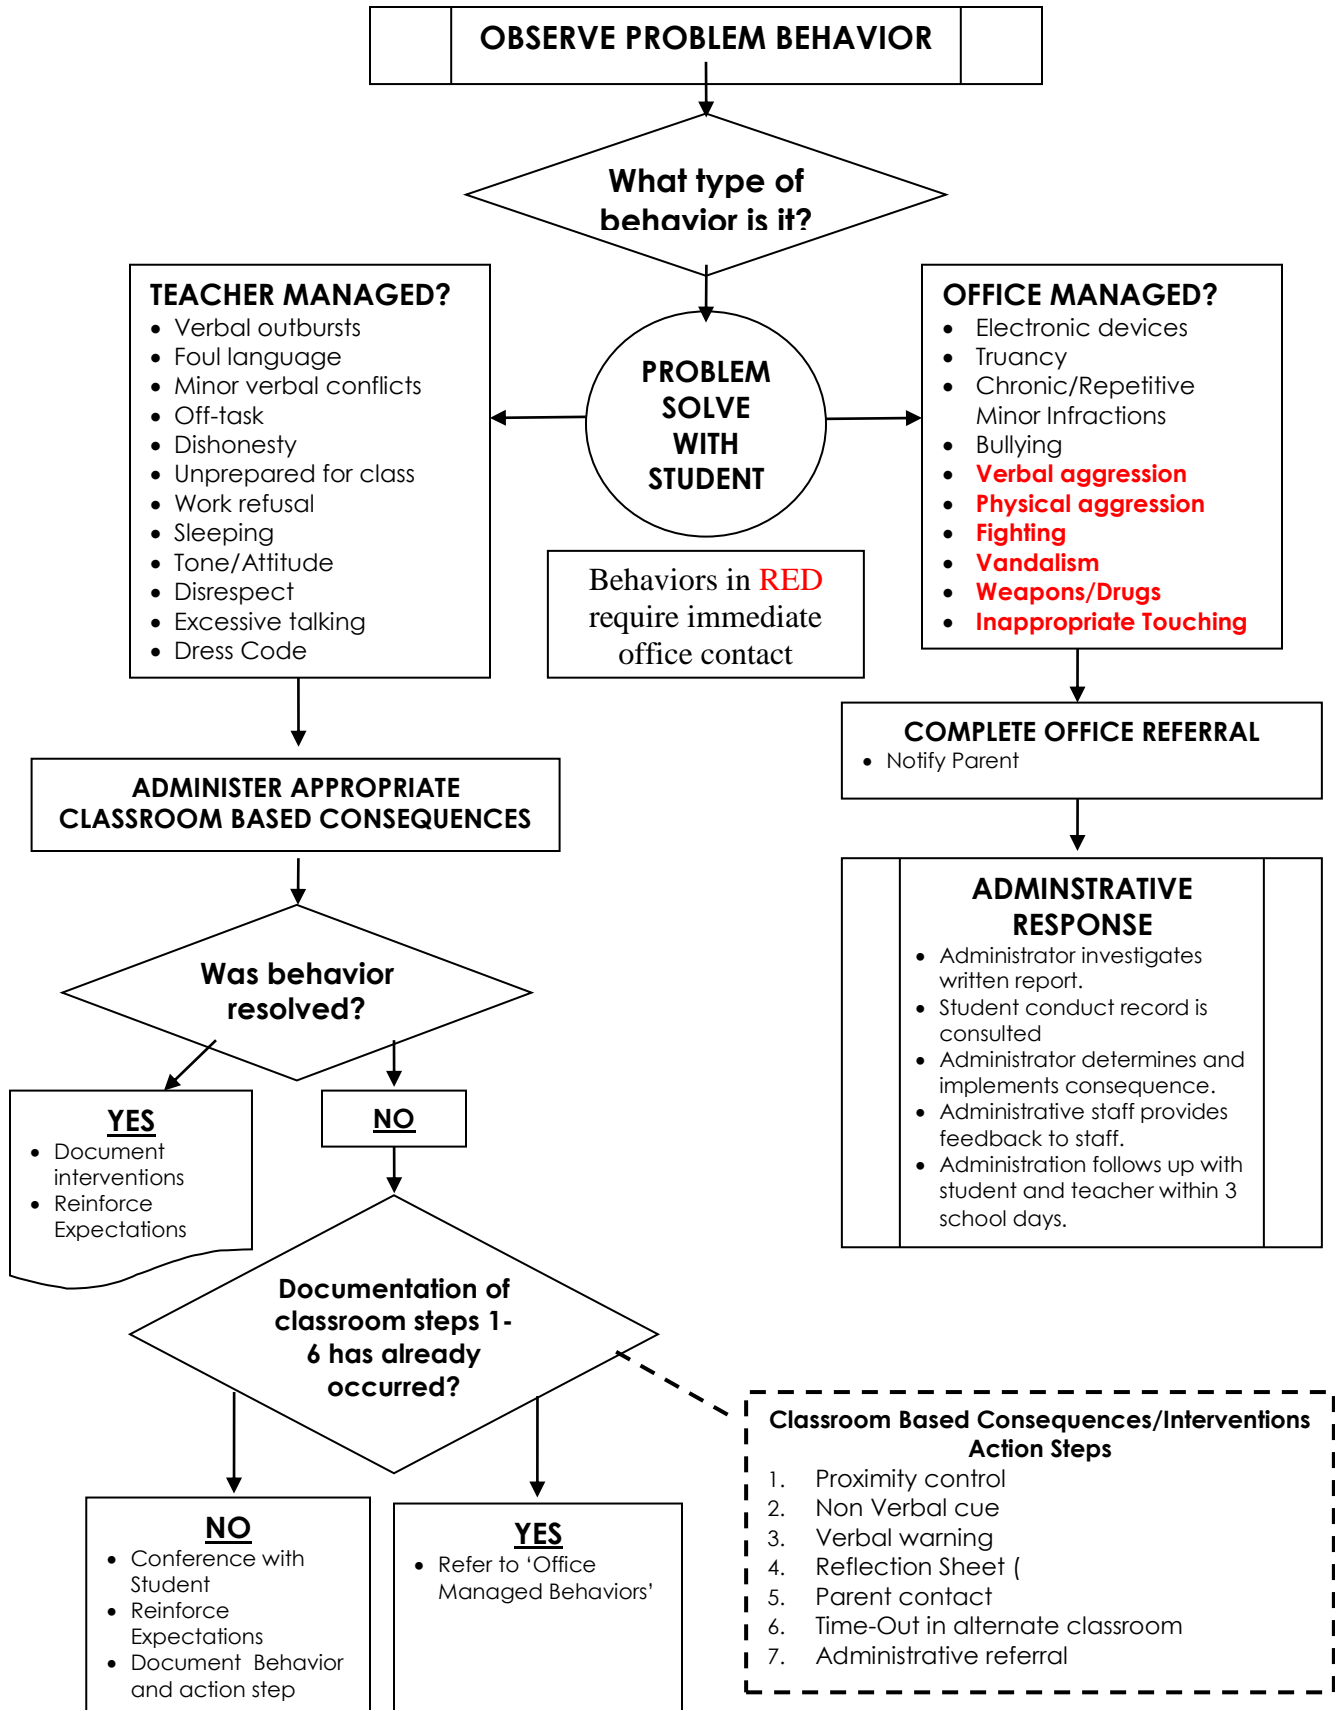 OBSERVE PROBLEM BEHAVIOR
What type of
behavior is it?
TEACHER MANAGED?
• Verbal outbursts
• Foul language
• Minor verbal conflicts
• Off-task
• Dishonesty
• Unprepared for class
• Work refusal
• Sleeping
• Tone/Attitude
• Disrespect
• Excessive talking
• Dress Code
PROBLEM
SOLVE
WITH
STUDENT
Behaviors in RED
require immediate
office contact
OFFICE MANAGED?
• Electronic devices
• Truancy
• Chronic/Repetitive
Minor Infractions
• Bullying
• Verbal aggression
• Physical aggression
• Fighting
• Vandalism
• Weapons/Drugs
• Inappropriate Touching
COMPLETE OFFICE REFERRAL
• Notify Parent
ADMINISTER APPROPRIATE
CLASSROOM BASED CONSEQUENCES
ADMINSTRATIVE
RESPONSE
• Administrator investigates
written report.
• Student conduct record is
consulted
• Administrator determines and
implements consequence.
• Administrative staff provides
feedback to staff.
• Administration follows up with
student and teacher within 3
school days.
Was behavior
resolved?
YES
• Document
interventions
• Reinforce
Expectations
NO
Documentation of
classroom steps 1-
6 has already
occurred?
NO
• Conference with
Student
• Reinforce
Expectations
• Document Behavior
and action step
YES
• Refer to ‘Office
Managed Behaviors’
Classroom Based Consequences/Interventions
Action Steps
1. Proximity control
2. Non Verbal cue
3. Verbal warning
4. Reflection Sheet (
5. Parent contact
6. Time-Out in alternate classroom
7. Administrative referral